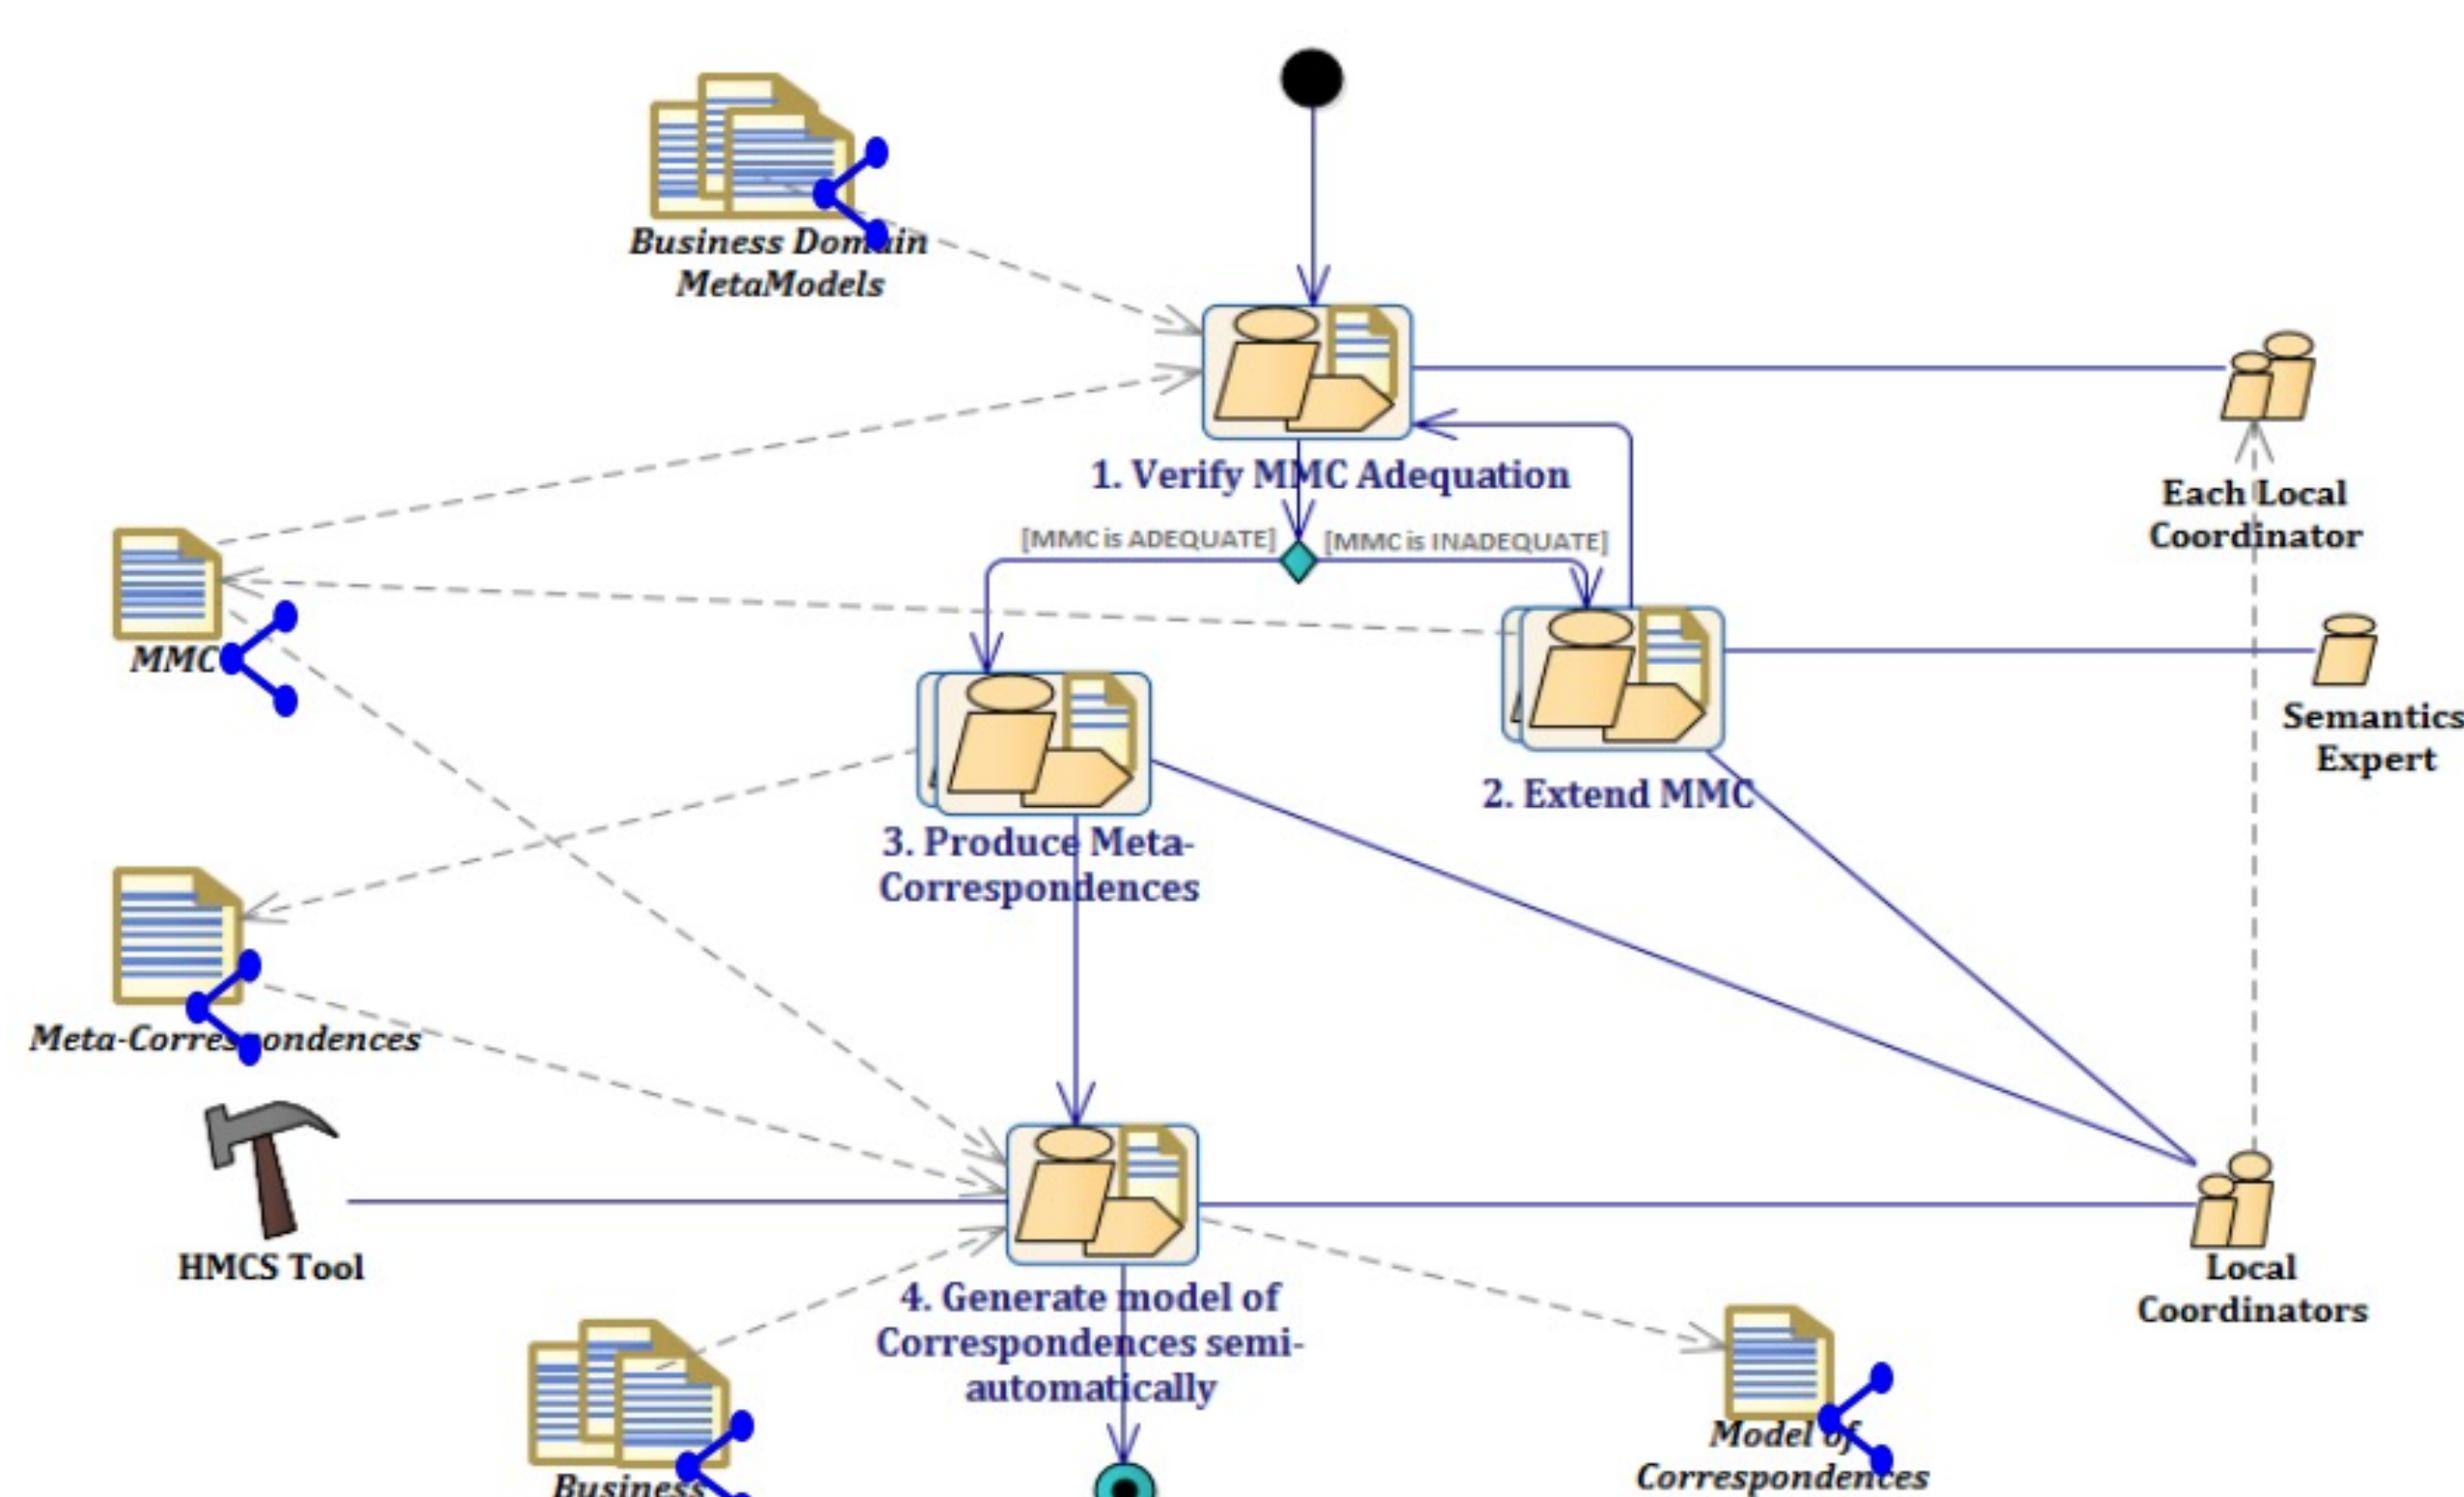 Business Domain
MetaModels
1. Verify MMC Adequation
[MMC is ADEQUATE]
[MMC is INADEQUATE]
Each Local
Coordinator
MMC
Semantics
Expert
2. Extend MMC
3. Produce Meta-
Correspondences
Meta-Correspondences
HMCS Tool
Local
Coordinators
4. Generate model of
Correspondences semi-
automatically
Model of
Correspondences
Business